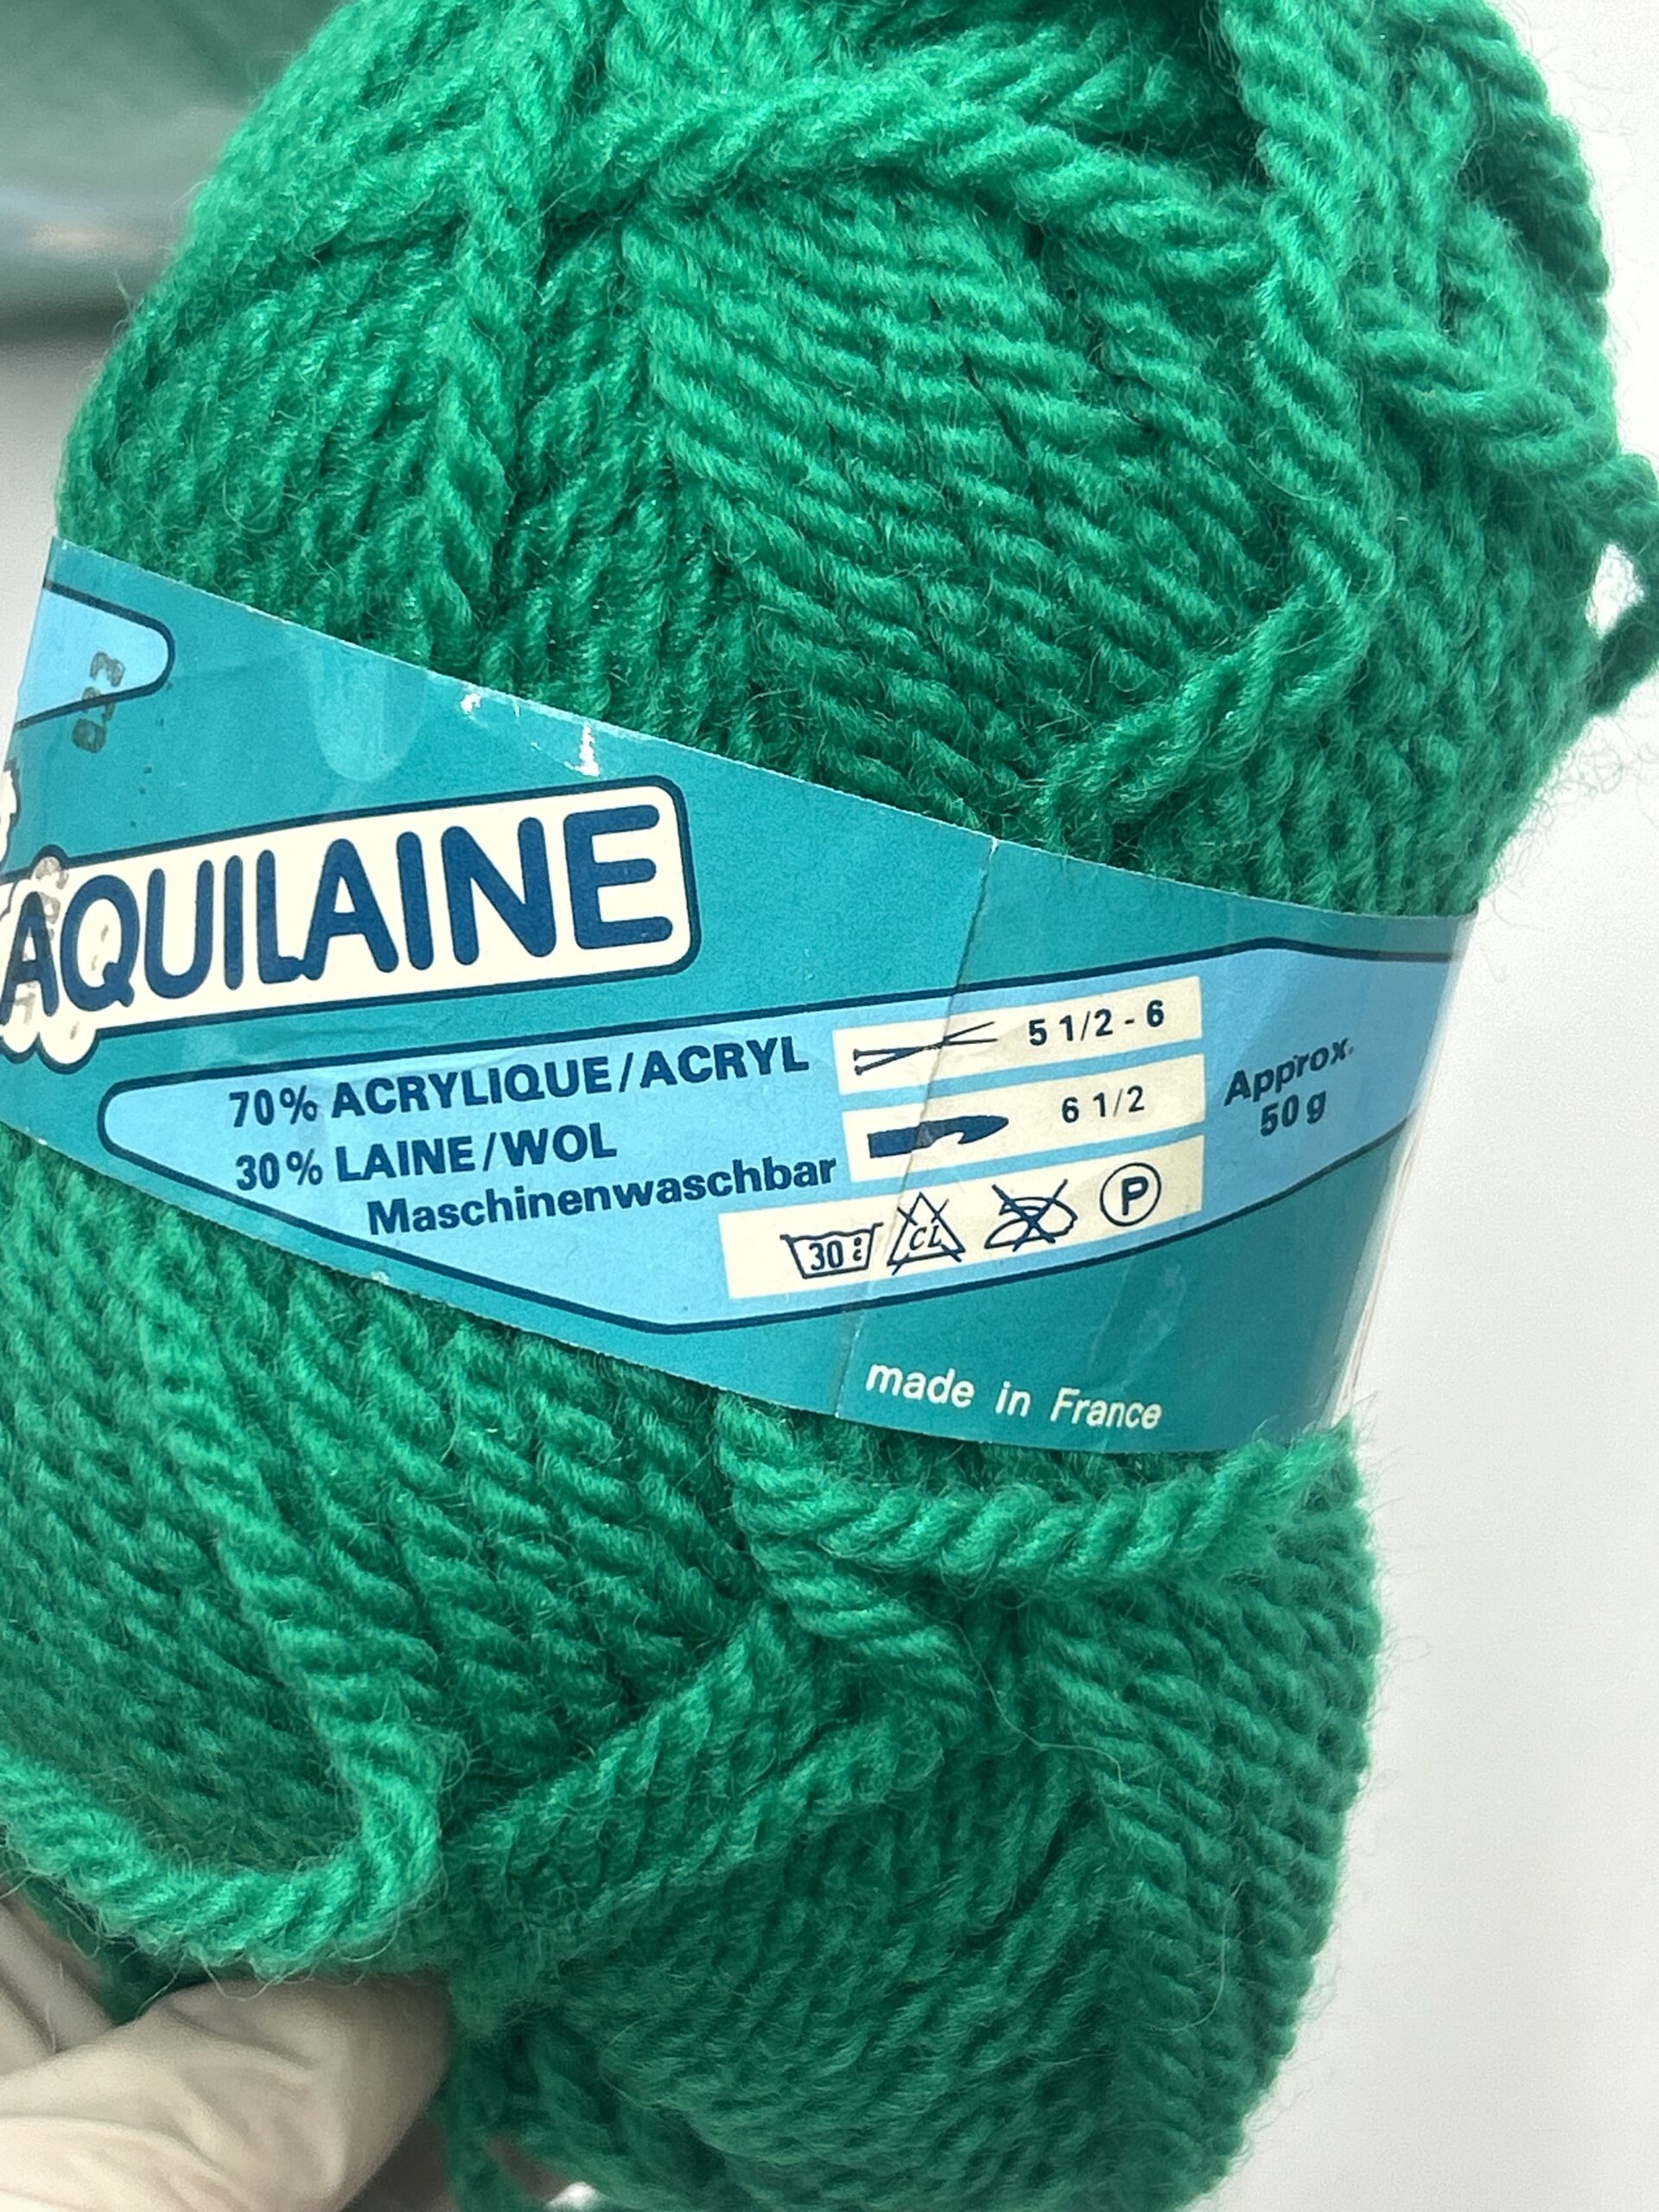 AQUILAINE
70% ACRYLIQUE/ACRYL
30% LAINE/WOL
Maschinenwaschbar
5 1/2 - 6
6 1/2
30°C
CL
P
Approx.
50 g
made in France